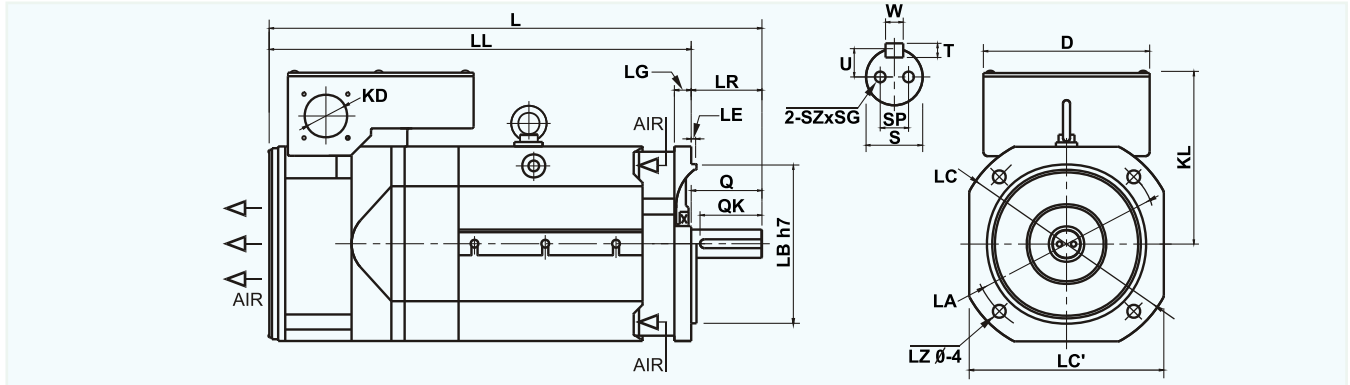 L
LL
LG
LR
LE
KD
AIR
Q
QK
LB h7
AIR
AIR
W
T
U
2-SZxSG
SP
S
D
KL
LC
LA
LZ Ø-4
LC'